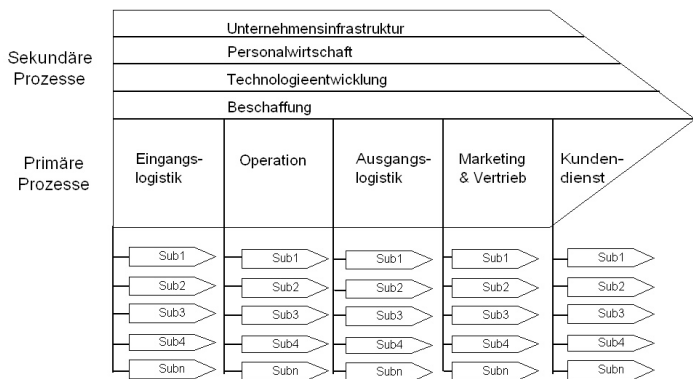 Sekundäre
Prozesse
Unternehmensinfrastruktur
Personalwirtschaft
Technologieentwicklung
Beschaffung
Primäre
Prozesse
Eingangs-
logistik
Operation
Ausgangs-
logistik
Marketing
& Vertrieb
Kunden-
dienst
Sub1 Sub1 Sub1 Sub1 Sub1
Sub2 Sub2 Sub2 Sub2 Sub2
Sub3 Sub3 Sub3 Sub3 Sub3
Sub4 Sub4 Sub4 Sub4 Sub4
Subn Subn Subn Subn Subn